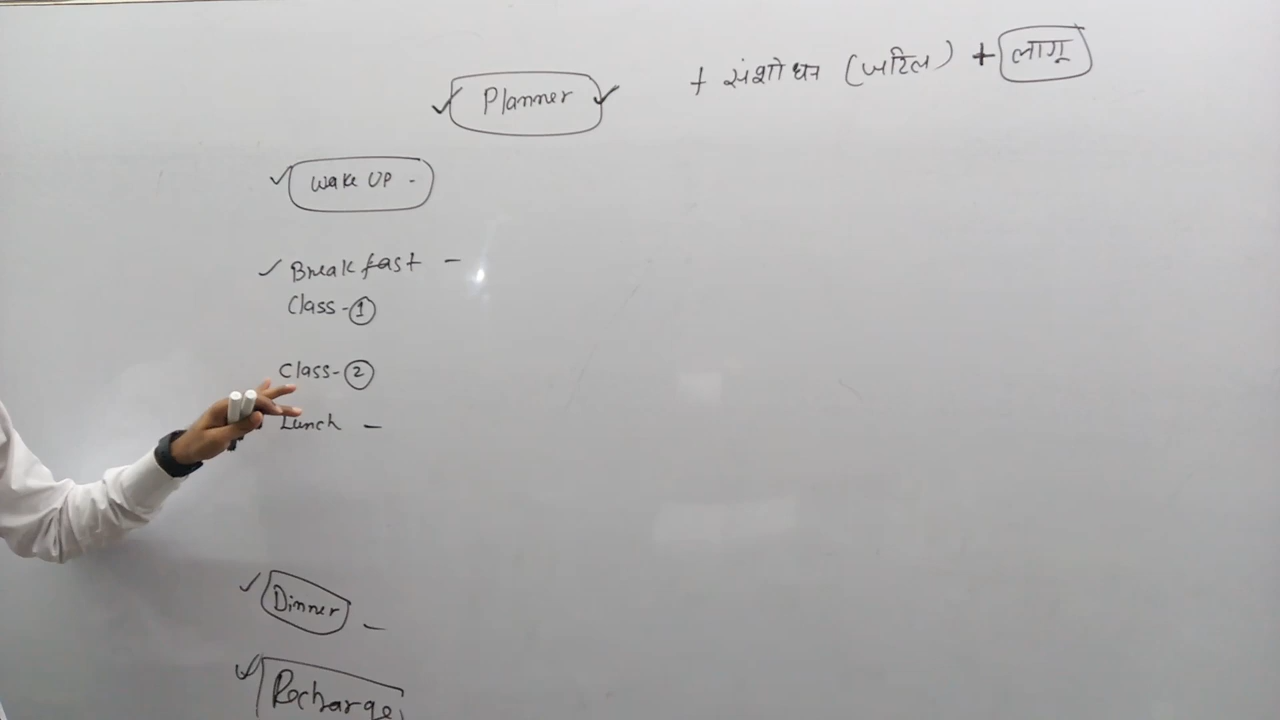 + संशोधन (जटिल) + लागू
Planner
Wake UP -
Breakfast -
Class - 1
Class - 2
Lunch -
Dinner -
Recharge